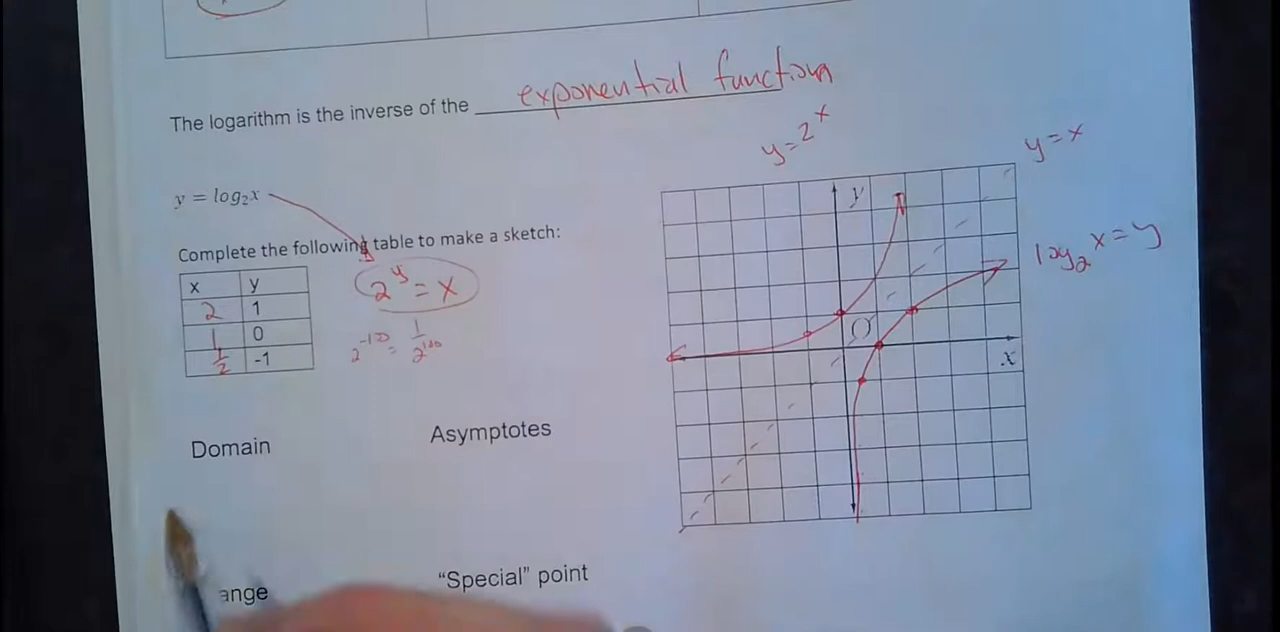 The logarithm is the inverse of the exponential function
y = 2^x
y = x
y = log₂x
log₂ x = y
Complete the following table to make a sketch:
x y
2 1
1 0
1/2 -1
2^y = x
2^-100 = 1/2^100
y
O
x
Domain
Asymptotes
ange
"Special" point